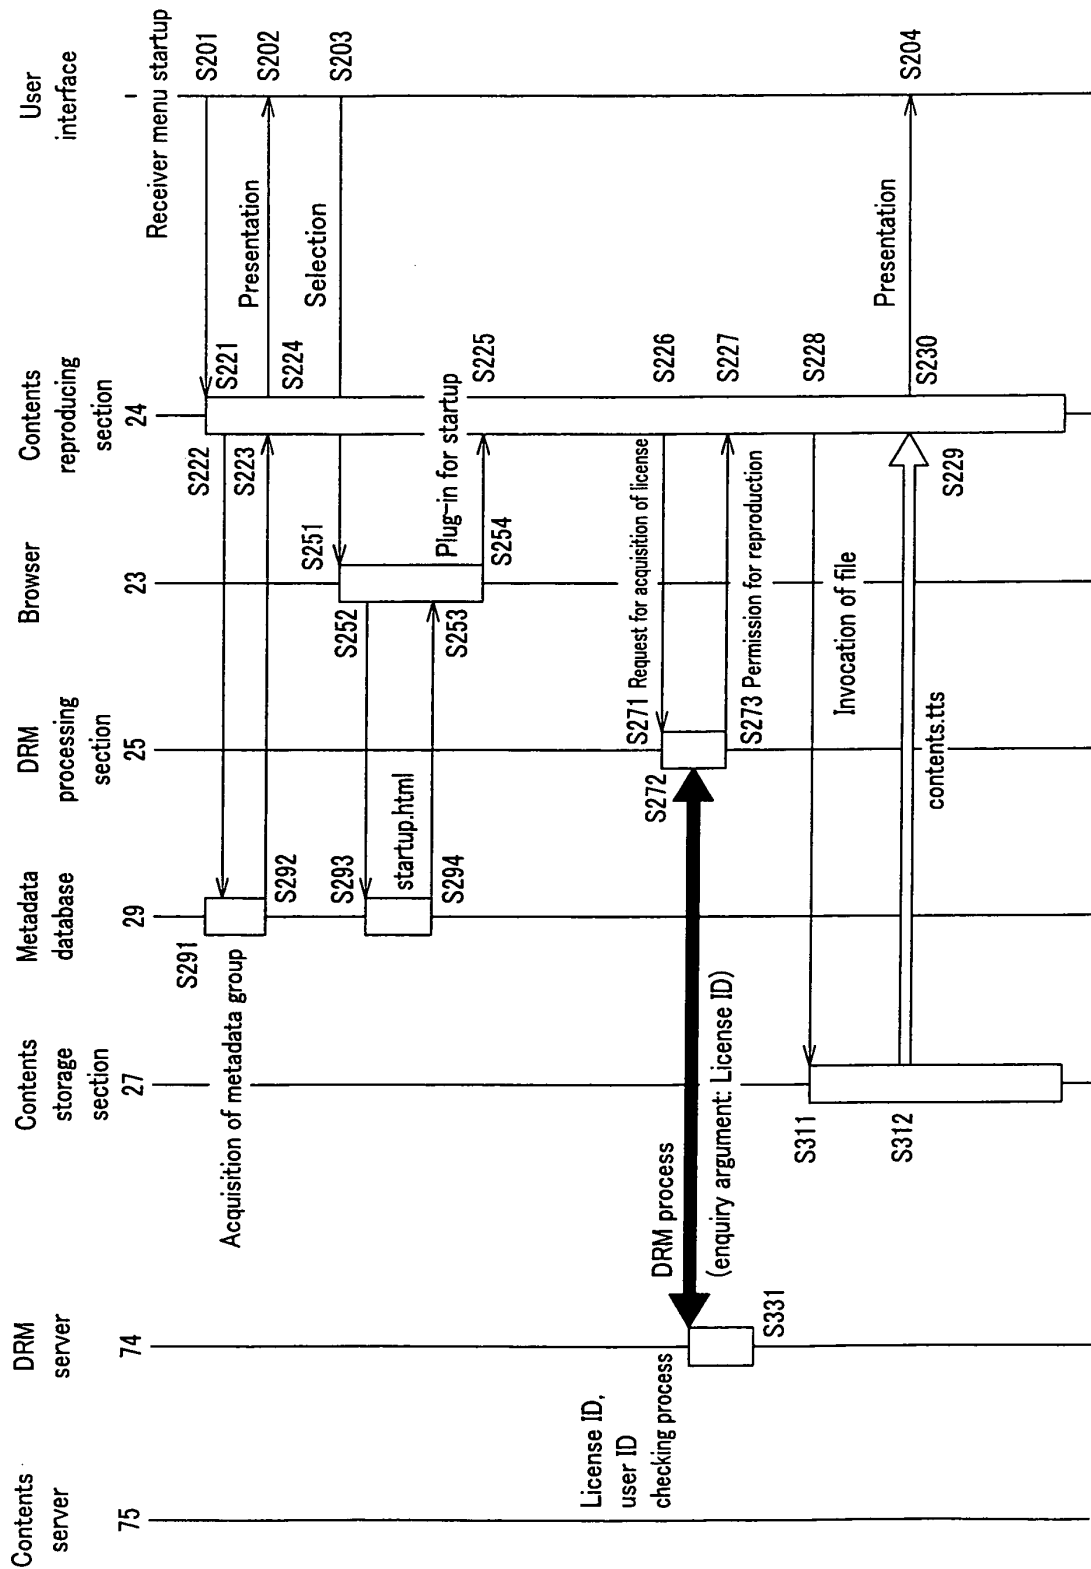 Contents
server
75
DRM
server
74
Contents
storage
section
27
Metadata
database
29
DRM
processing
section
25
Browser
23
Contents
reproducing
section
24
User
interface
Receiver menu startup
S201
S221
S222
S291
Acquisition of metadata group
S223
S292
Presentation
S202
S224
Selection
S203
S251
S252
S293
startup.html
S253
S294
Plug-in for startup
S254
S225
License ID,
user ID
checking process
S271 Request for acquisition of license
S226
S272
DRM process
(enquiry argument: License ID)
S331
S273 Permission for reproduction
S227
S228
Invocation of file
S311
S312
contents.tts
S229
S230
Presentation
S204